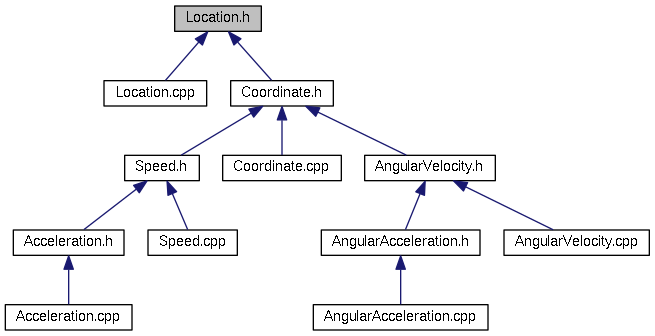 Location.h
Location.cpp
Coordinate.h
Speed.h
Coordinate.cpp
AngularVelocity.h
Acceleration.h
Speed.cpp
AngularAcceleration.h
AngularVelocity.cpp
Acceleration.cpp
AngularAcceleration.cpp